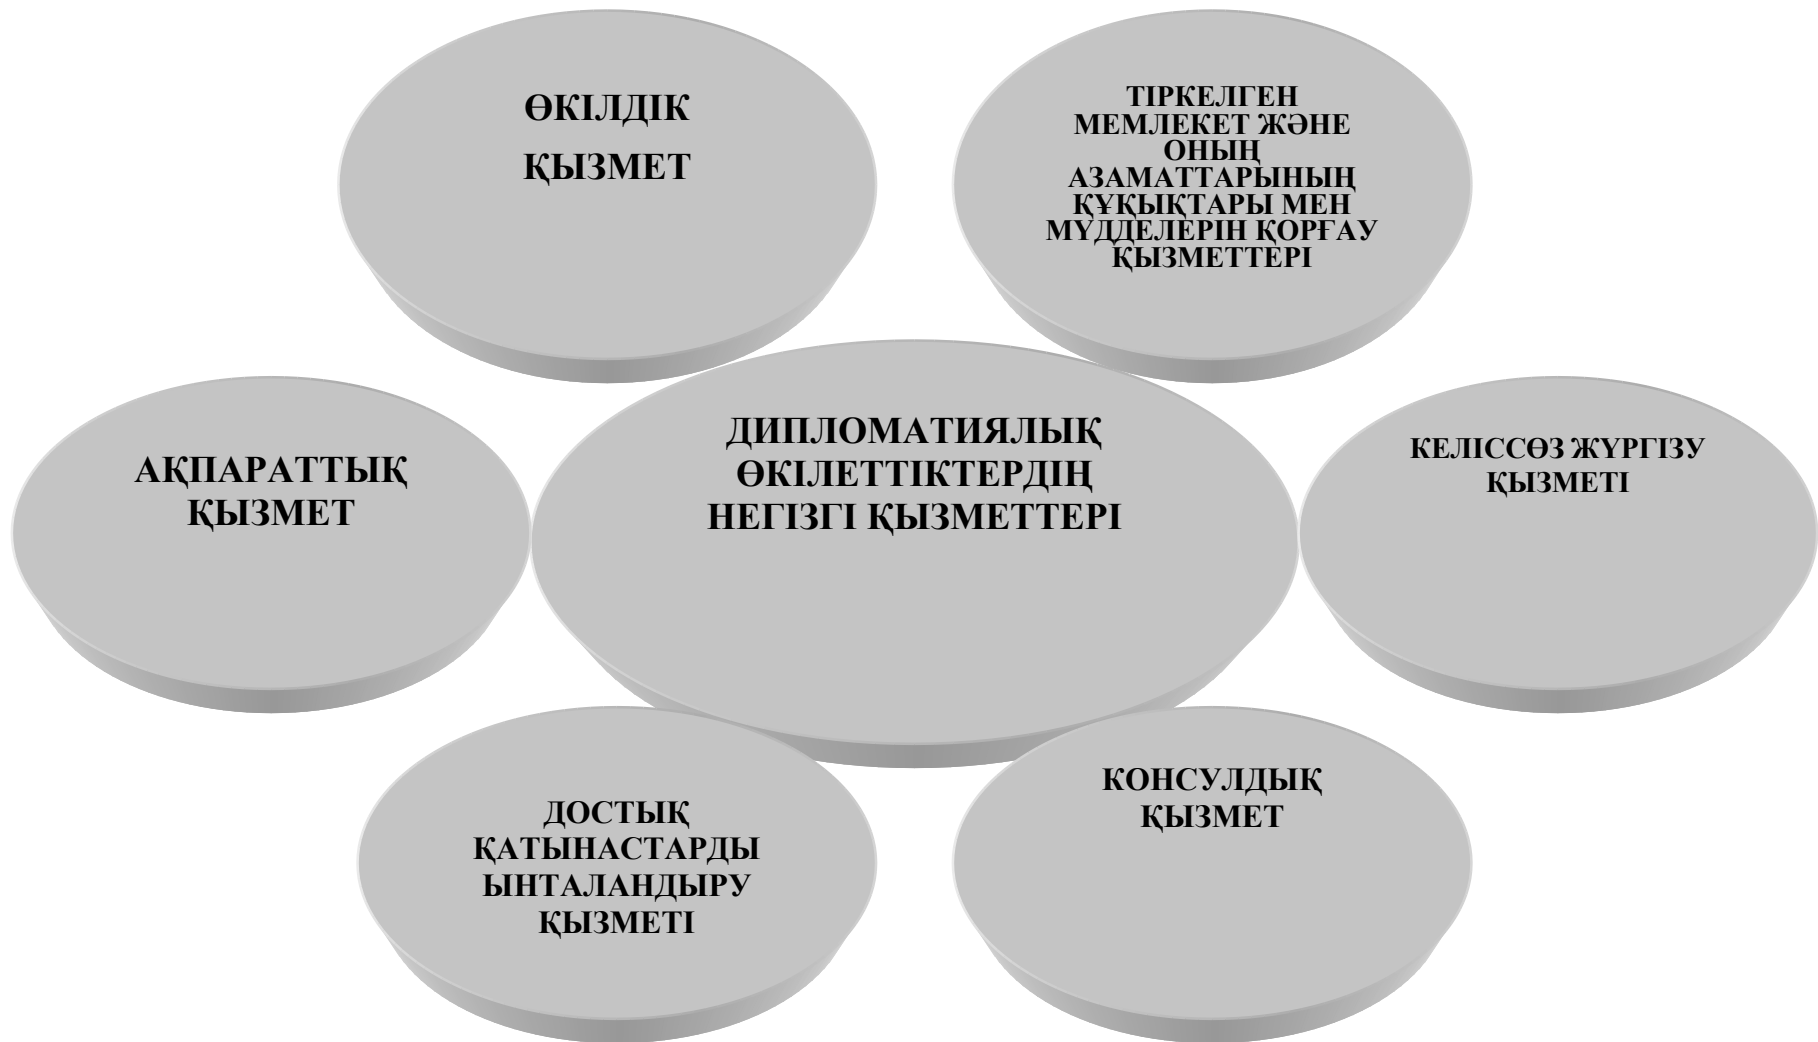 ӨКІЛДІК
ҚЫЗМЕТ
ТІРКЕЛГЕН
МЕМЛЕКЕТ ЖӘНЕ
ОНЫҢ
АЗАМАТТАРЫНЫҢ
ҚҰҚЫҚТАРЫ МЕН
МҮДДЕЛЕРІН ҚОРҒАУ
ҚЫЗМЕТТЕРІ
АҚПАРАТТЫҚ
ҚЫЗМЕТ
ДИПЛОМАТИЯЛЫҚ
ӨКІЛЕТТІКТЕРДІҢ
НЕГІЗГІ ҚЫЗМЕТТЕРІ
КЕЛІССӨЗ ЖҮРГІЗУ
ҚЫЗМЕТІ
ДОСТЫҚ
ҚАТЫНАСТАРДЫ
ЫНТАЛАНДЫРУ
ҚЫЗМЕТІ
КОНСУЛДЫҚ
ҚЫЗМЕТ